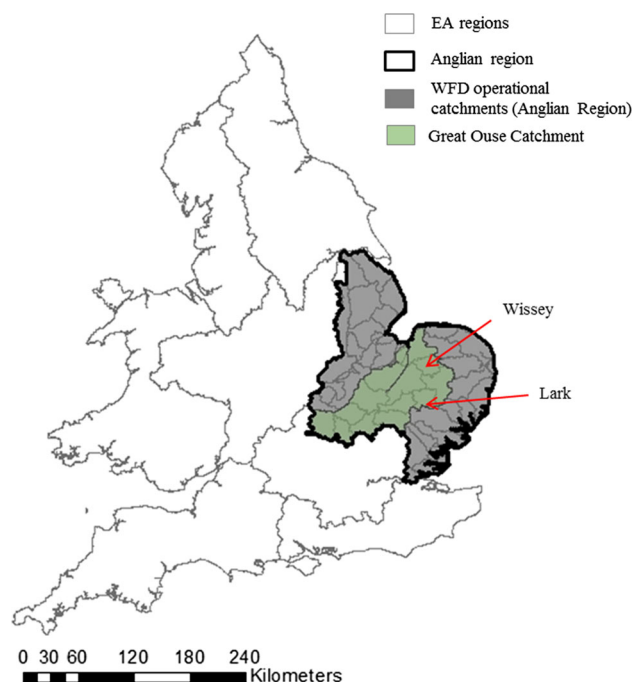 EA regions
Anglian region
WFD operational
catchments (Anglian Region)
Great Ouse Catchment
Wissey
Lark
0 30 60 120 180 240
Kilometers